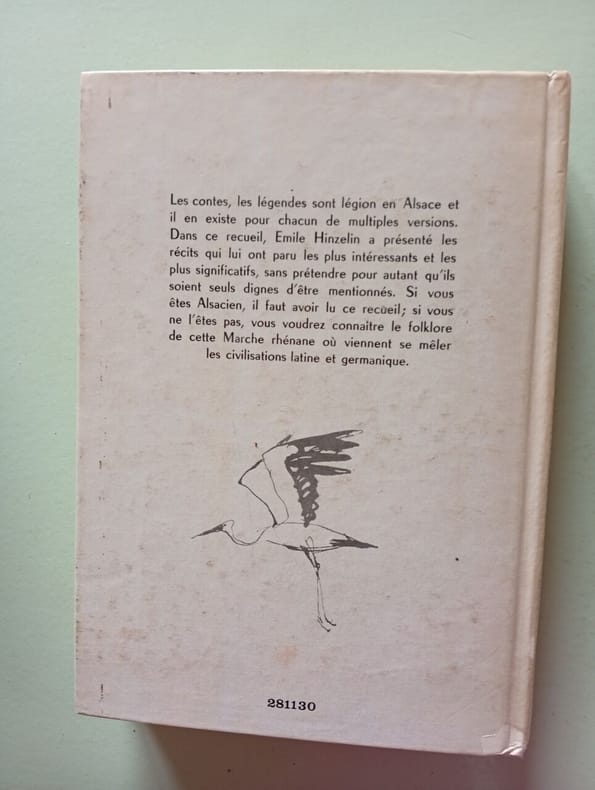 Les contes, les légendes sont légion en Alsace et
il en existe pour chacun de multiples versions.
Dans ce recueil, Emile Hinzelin a présenté les
récits qui lui ont paru les plus intéressants et les
plus significatifs, sans prétendre pour autant qu'ils
soient seuls dignes d'être mentionnés. Si vous
êtes Alsacien, il faut avoir lu ce recueil; si vous
ne l'êtes pas, vous voudrez connaître le folklore
de cette Marche rhénane où viennent se mêler
les civilisations latine et germanique.
281130